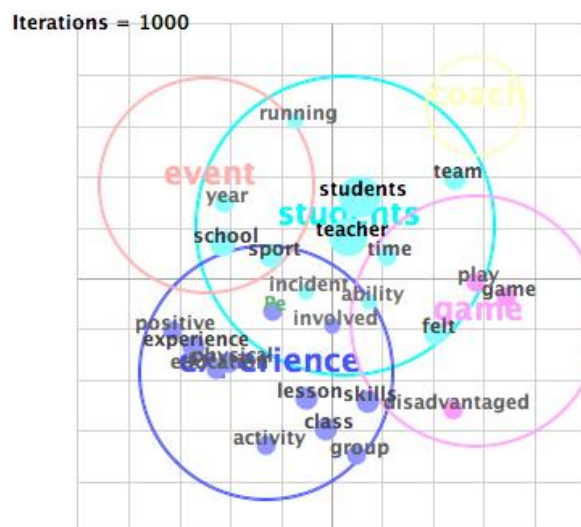 Iterations = 1000
coach
running
event
team
year
students
students
school
teacher
sport
time
incident
play
Pe
ability
game
game
involved
positive
felt
experience
physical
education
experience
lesson
skills
disadvantaged
class
activity
group